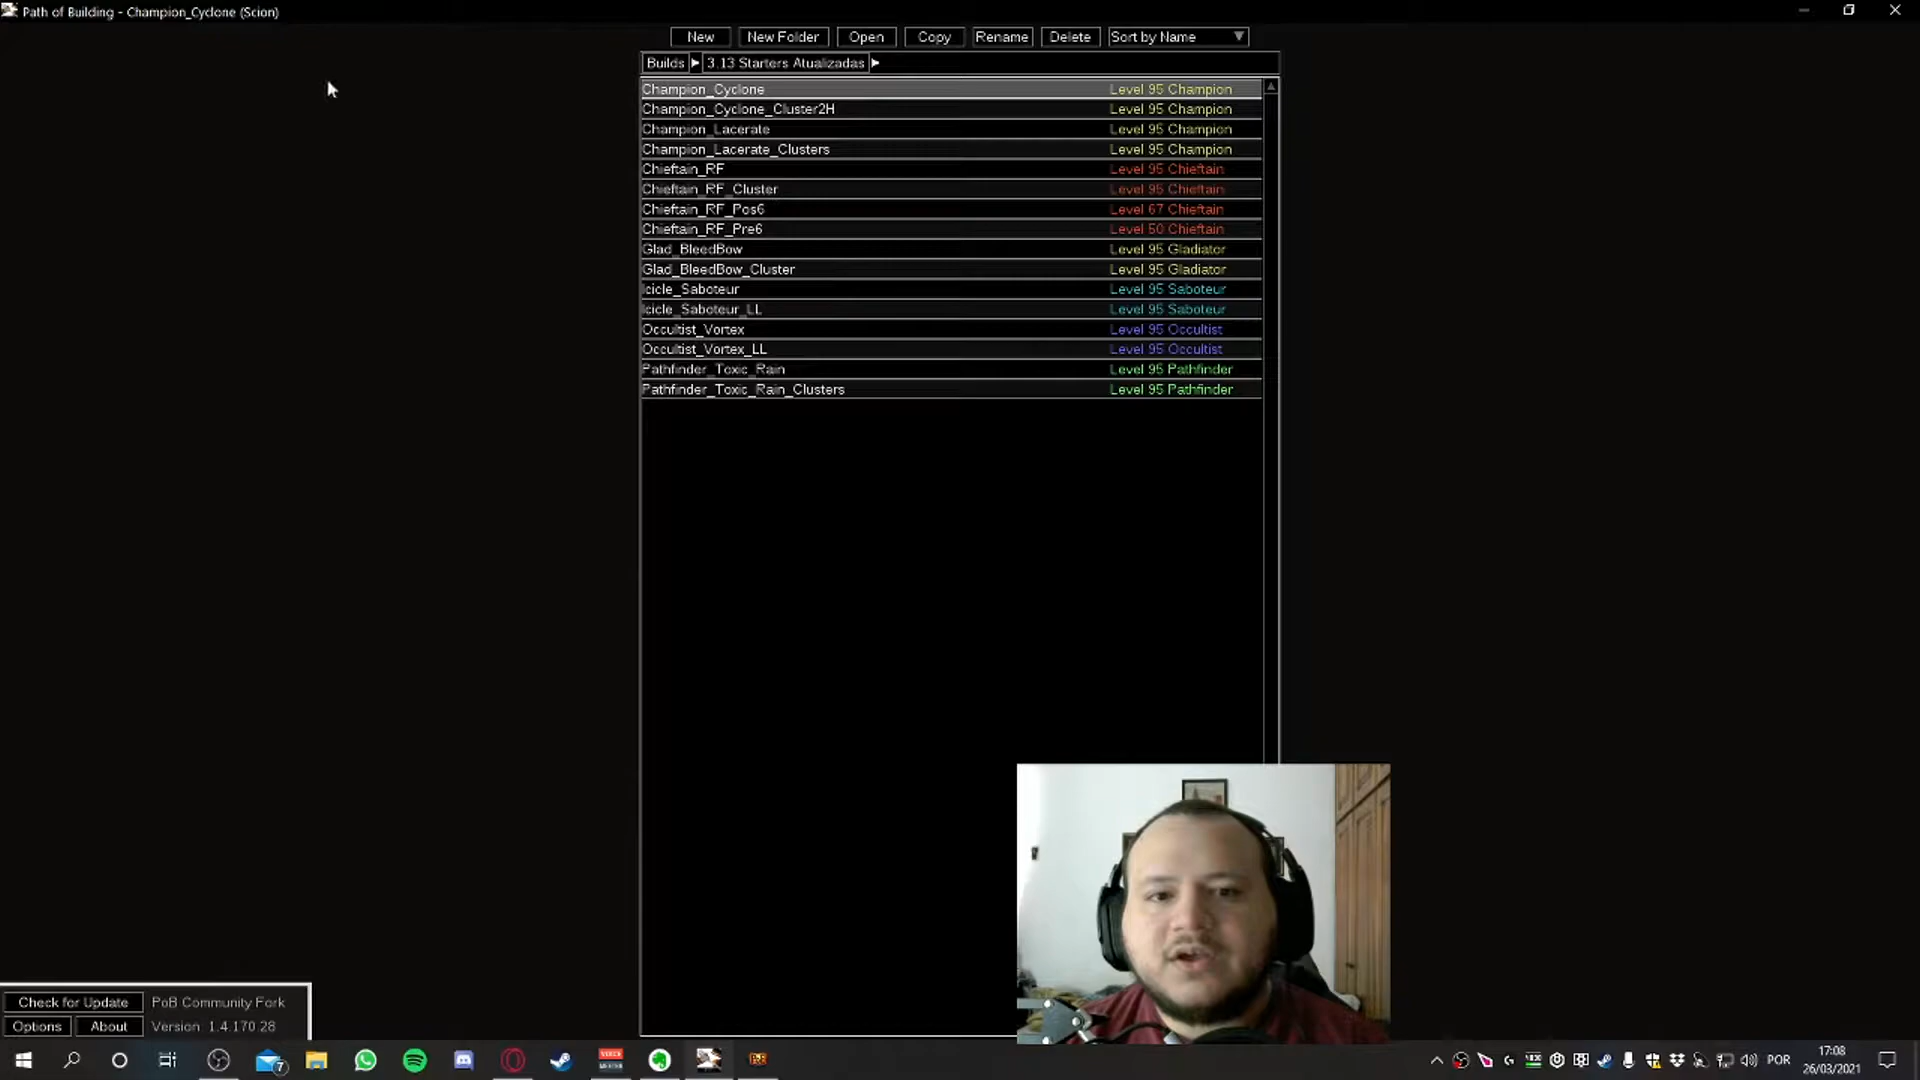 Path of Building - Champion_Cyclone (Scion)
New New Folder Open Copy Rename Delete Sort by Name
Builds 3.13 Starters Atualizadas
Champion_Cyclone Level 95 Champion
Champion_Cyclone_Cluster2H Level 95 Champion
Champion_Lacerate Level 95 Champion
Champion_Lacerate_Clusters Level 95 Champion
Chieftain_RF Level 95 Chieftain
Chieftain_RF_Cluster Level 95 Chieftain
Chieftain_RF_Pos6 Level 67 Chieftain
Chieftain_RF_Pre6 Level 50 Chieftain
Glad_BleedBow Level 95 Gladiator
Glad_BleedBow_Cluster Level 95 Gladiator
Icicle_Saboteur Level 95 Saboteur
Icicle_Saboteur_LL Level 95 Saboteur
Occultist_Vortex Level 95 Occultist
Occultist_Vortex_LL Level 95 Occultist
Pathfinder_Toxic_Rain Level 95 Pathfinder
Pathfinder_Toxic_Rain_Clusters Level 95 Pathfinder
Check for Update PoB Community Fork
Options About Version 1.4.170.28
7
POR
17:08
26/03/2021